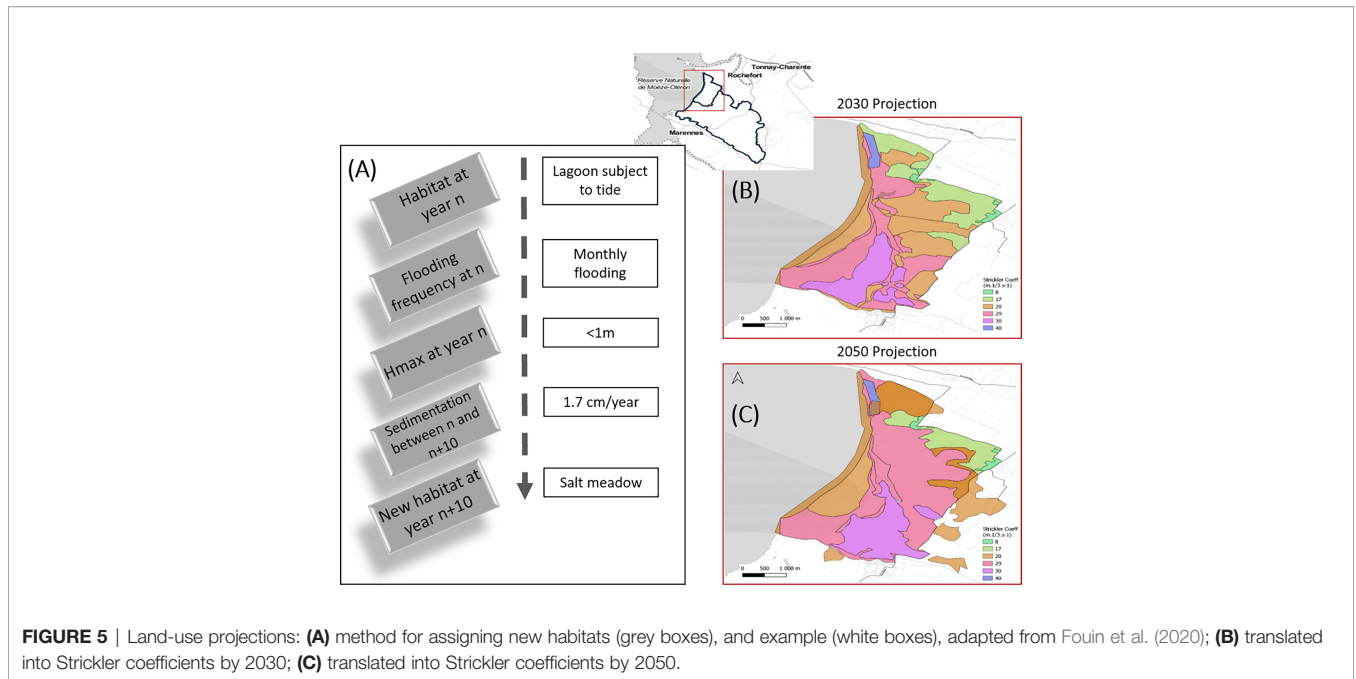 Réserve Naturelle
de Moëze-Oléron
Tonnay-Charente
Rochefort
Marennes
(A)
Habitat at
year n
Flooding
frequency at n
Hmax at year n
Sedimentation
between n and
n+10
New habitat at
year n+10
Lagoon subject
to tide
Monthly
flooding
<1m
1.7 cm/year
Salt meadow
2030 Projection
(B)
Strickler Coeff
(m.1/3.s-1)
8
17
20
29
30
40
0 500 1 000 m
2050 Projection
(C)
Strickler Coeff
(m.1/3.s-1)
8
17
20
29
30
40
0 500 1 000 m
FIGURE 5 | Land-use projections: (A) method for assigning new habitats (grey boxes), and example (white boxes), adapted from Fouin et al. (2020); (B) translated
into Strickler coefficients by 2030; (C) translated into Strickler coefficients by 2050.